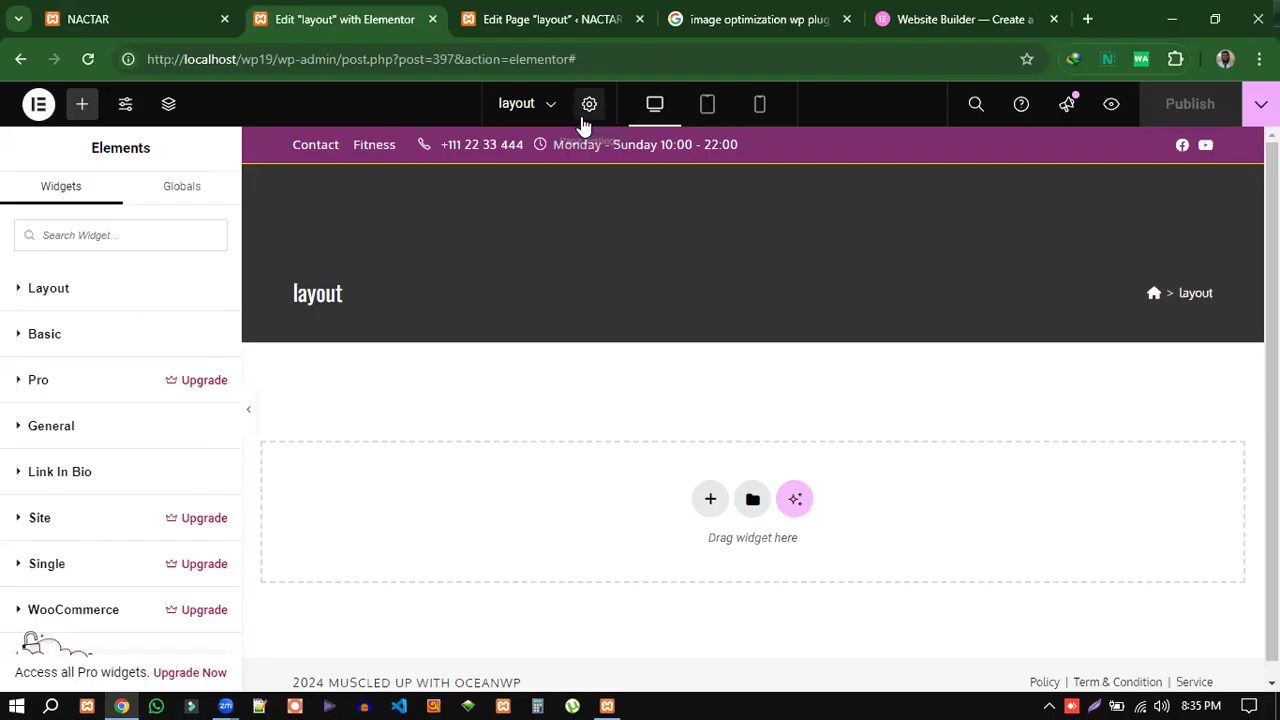 NACTAR
Edit "layout" with Elementor
Edit Page "layout" ‹ NACTAR
image optimization wp plug
Website Builder — Create a
http://localhost/wp19/wp-admin/post.php?post=397&action=elementor#
layout
Publish
Elements
Widgets
Globals
Search Widget...
Layout
Basic
Pro
Upgrade
General
Link In Bio
Site
Upgrade
Single
Upgrade
WooCommerce
Upgrade
Access all Pro widgets. Upgrade Now
Contact Fitness +111 22 33 444 Monday - Sunday 10:00 - 22:00
layout
> layout
Drag widget here
2024 MUSCLED UP WITH OCEANWP
Policy | Term & Condition | Service
8:35 PM